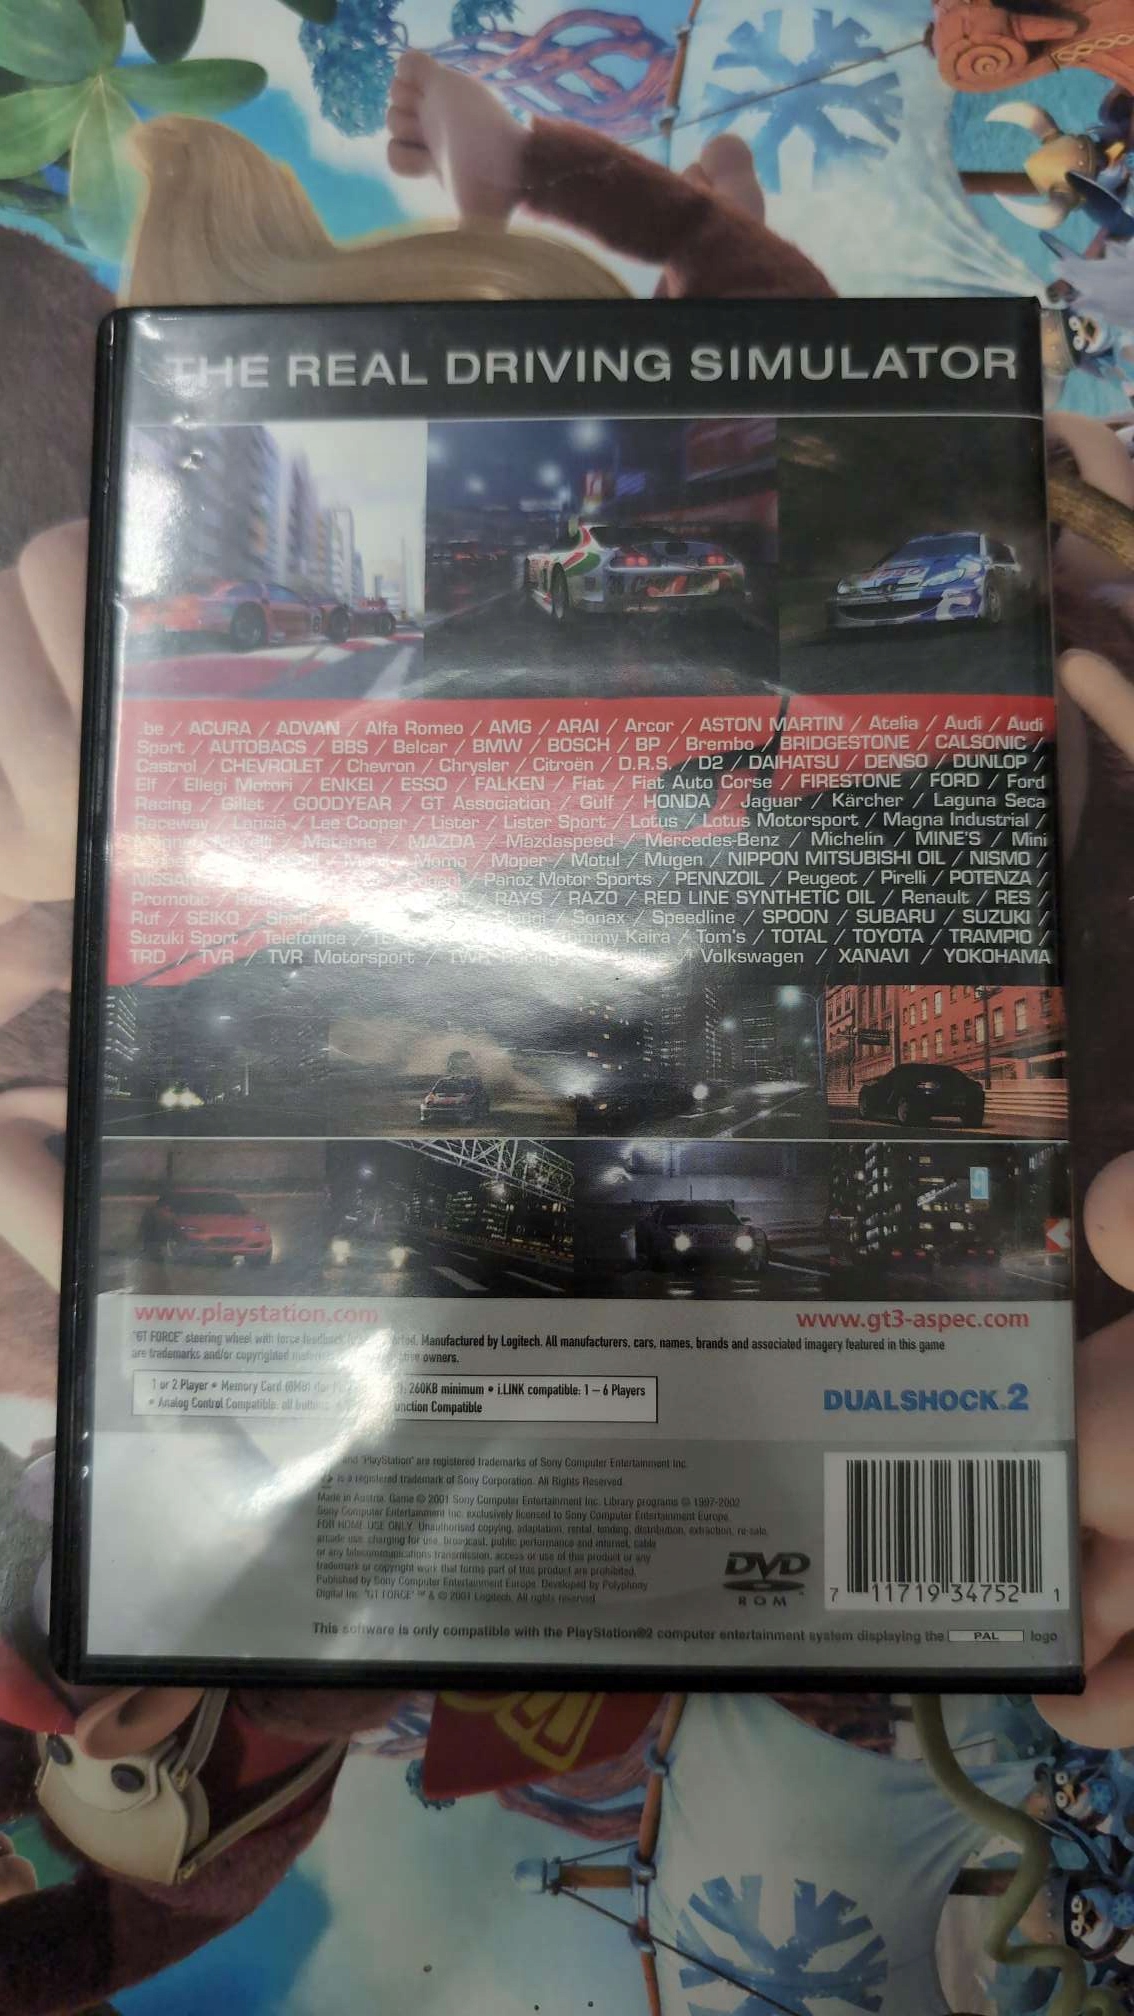 THE REAL DRIVING SIMULATOR
.be / ACURA / ADVAN / Alfa Romeo / AMG / ARAI / Arcor / ASTON MARTIN / Atelia / Audi / Audi
Sport / AUTOBACS / BBS / Belcar / BMW / BOSCH / BP / Brembo / BRIDGESTONE / CALSONIC /
Castrol / CHEVROLET / Chevron / Chrysler / Citroën / D.R.S. / D2 / DAIHATSU / DENSO / DUNLOP /
Elf / Ellegi Motori / ENKEI / ESSO / FALKEN / Fiat / Fiat Auto Corse / FIRESTONE / FORD / Ford
Racing / Gillet / GOODYEAR / GT Association / Gulf / HONDA / Jaguar / Kärcher / Laguna Seca
Raceway / Lancia / Lee Cooper / Lister / Lister Sport / Lotus / Lotus Motorsport / Magna Industrial /
Materne / MAZDA / Mazdaspeed / Mercedes-Benz / Michelin / MINE'S / Mini
Momo / Moper / Motul / Mugen / NIPPON MITSUBISHI OIL / NISMO /
NISSAN / Panoz Motor Sports / PENNZOIL / Peugeot / Pirelli / POTENZA /
Promotic / RAYS / RAZO / RED LINE SYNTHETIC OIL / Renault / RES /
Ruf / SEIKO / Sonax / Speedline / SPOON / SUBARU / SUZUKI /
Suzuki Sport / Telefónica / Kaira / Tom's / TOTAL / TOYOTA / TRAMPIO /
TRD / TVR / TVR Motorsport / Volkswagen / XANAVI / YOKOHAMA
www.playstation.com
www.gt3-aspec.com
"GT FORCE" steering wheel with force Manufactured by Logitech. All manufacturers, cars, names, brands and associated imagery featured in this game
are trademarks and/or copyrighted owners.
1 or 2 Player • Memory Card (8MB) 260KB minimum • i.LINK compatible: 1 – 6 Players
• Analog Control Compatible: all Compatible
DUALSHOCK.2
and "PlayStation" are registered trademarks of Sony Computer Entertainment Inc.
is a registered trademark of Sony Corporation. All Rights Reserved.
Made in Austria. Game © 2001 Sony Computer Entertainment Inc. Library programs © 1997-2002
Sony Computer Entertainment Inc. exclusively licensed to Sony Computer Entertainment Europe.
FOR HOME USE ONLY. Unauthorised copying, adaptation, rental, lending, distribution, extraction, re-sale,
arcade use, charging for use, broadcast, public performance and internet, cable
or any telecommunications transmission, access or use of this product or any
trademark or copyright work that forms part of this product are prohibited.
Published by Sony Computer Entertainment Europe. Developed by Polyphony
Digital Inc. "GT FORCE" ™ & © 2001 Logitech. All rights reserved.
DVD
ROM
7 11719 34752 1
This software is only compatible with the PlayStation®2 computer entertainment system displaying the PAL logo